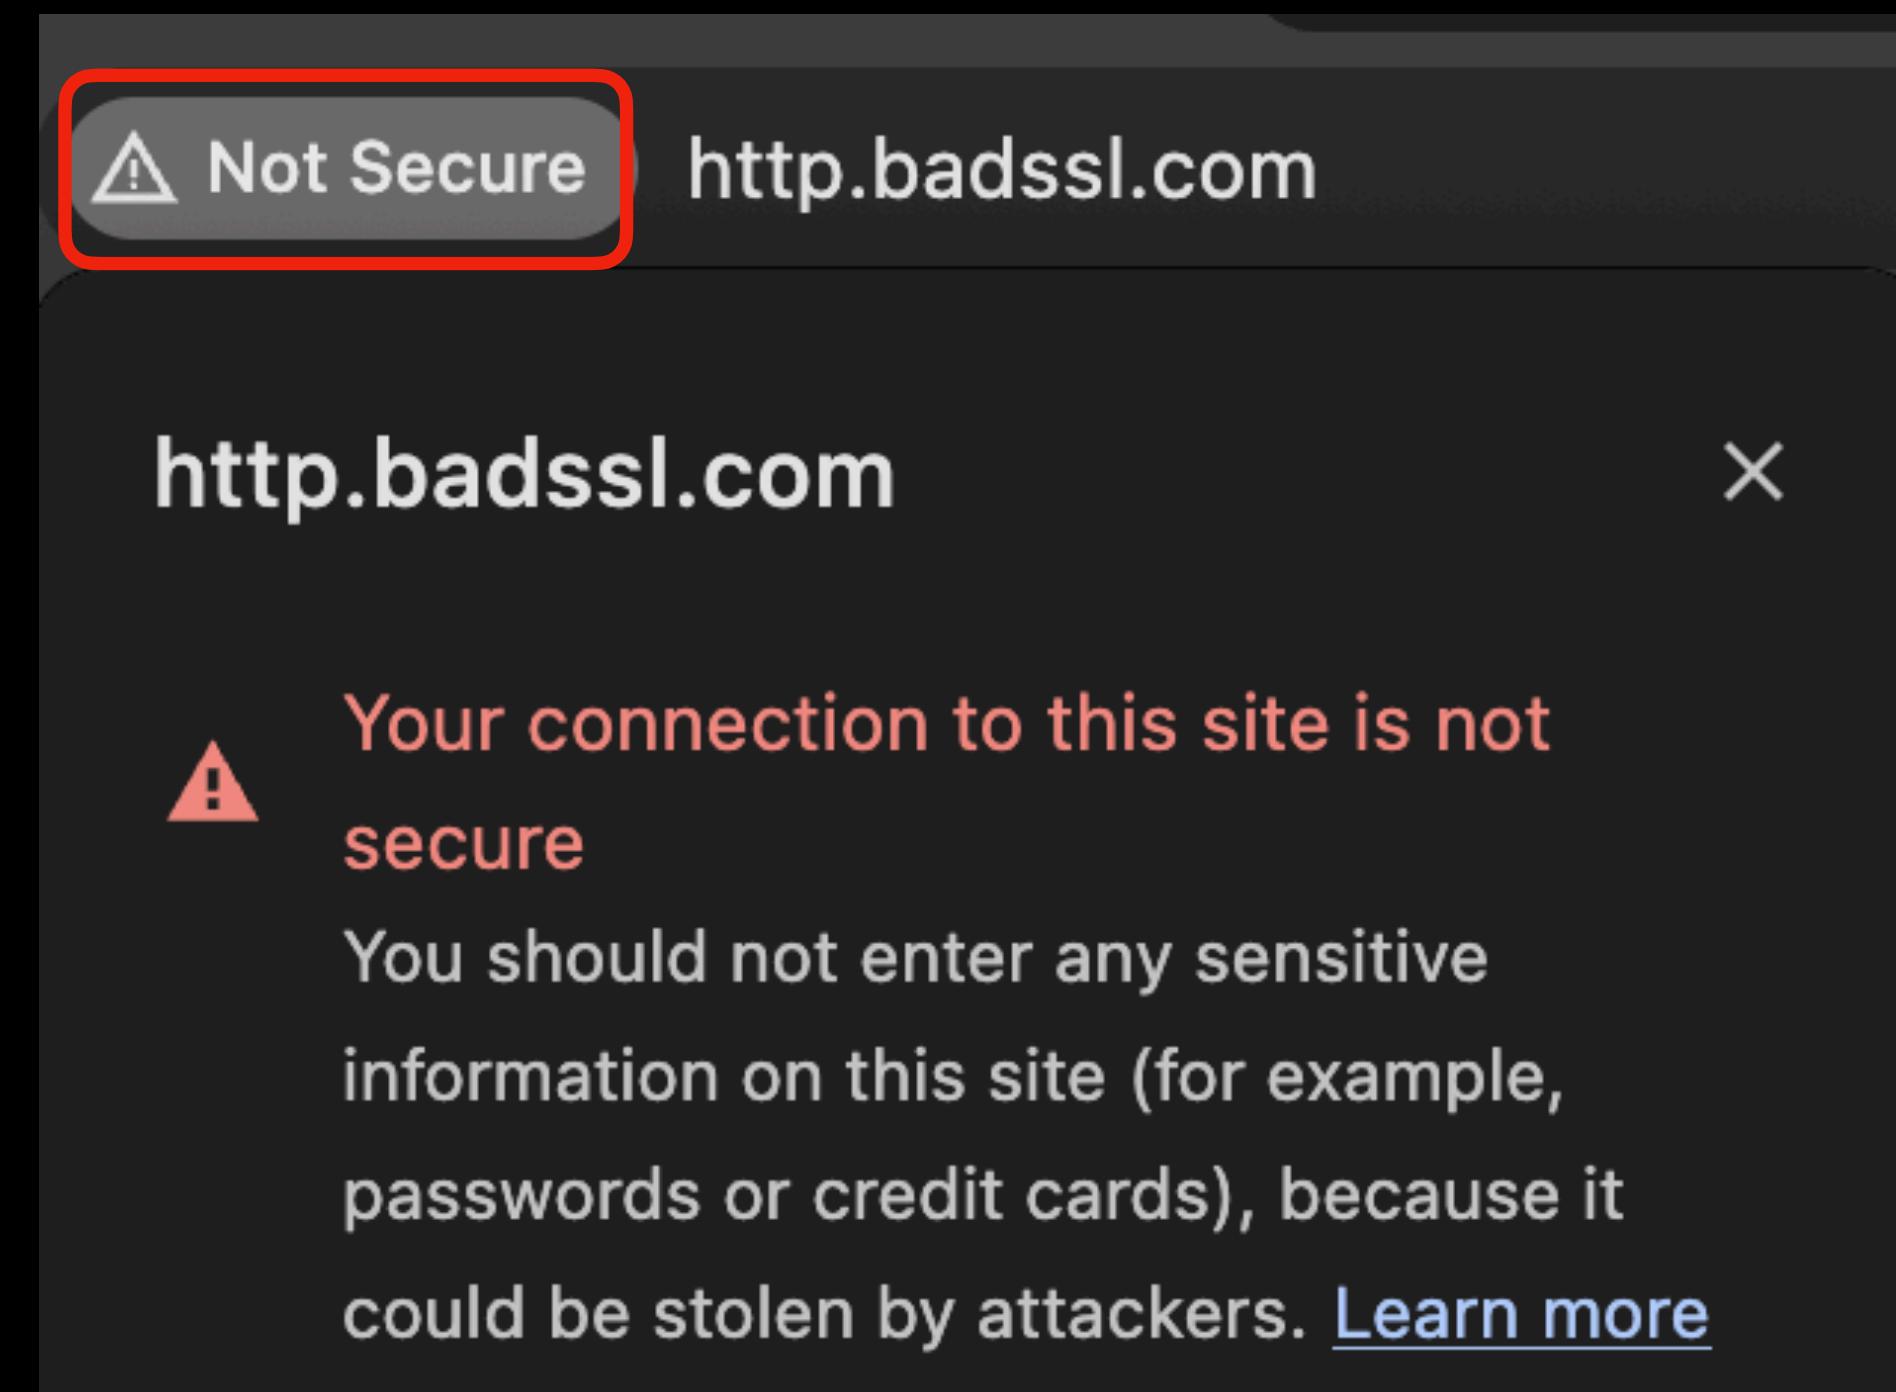 Not Secure http.badssl.com
http.badssl.com
Your connection to this site is not
secure
You should not enter any sensitive
information on this site (for example,
passwords or credit cards), because it
could be stolen by attackers. Learn more